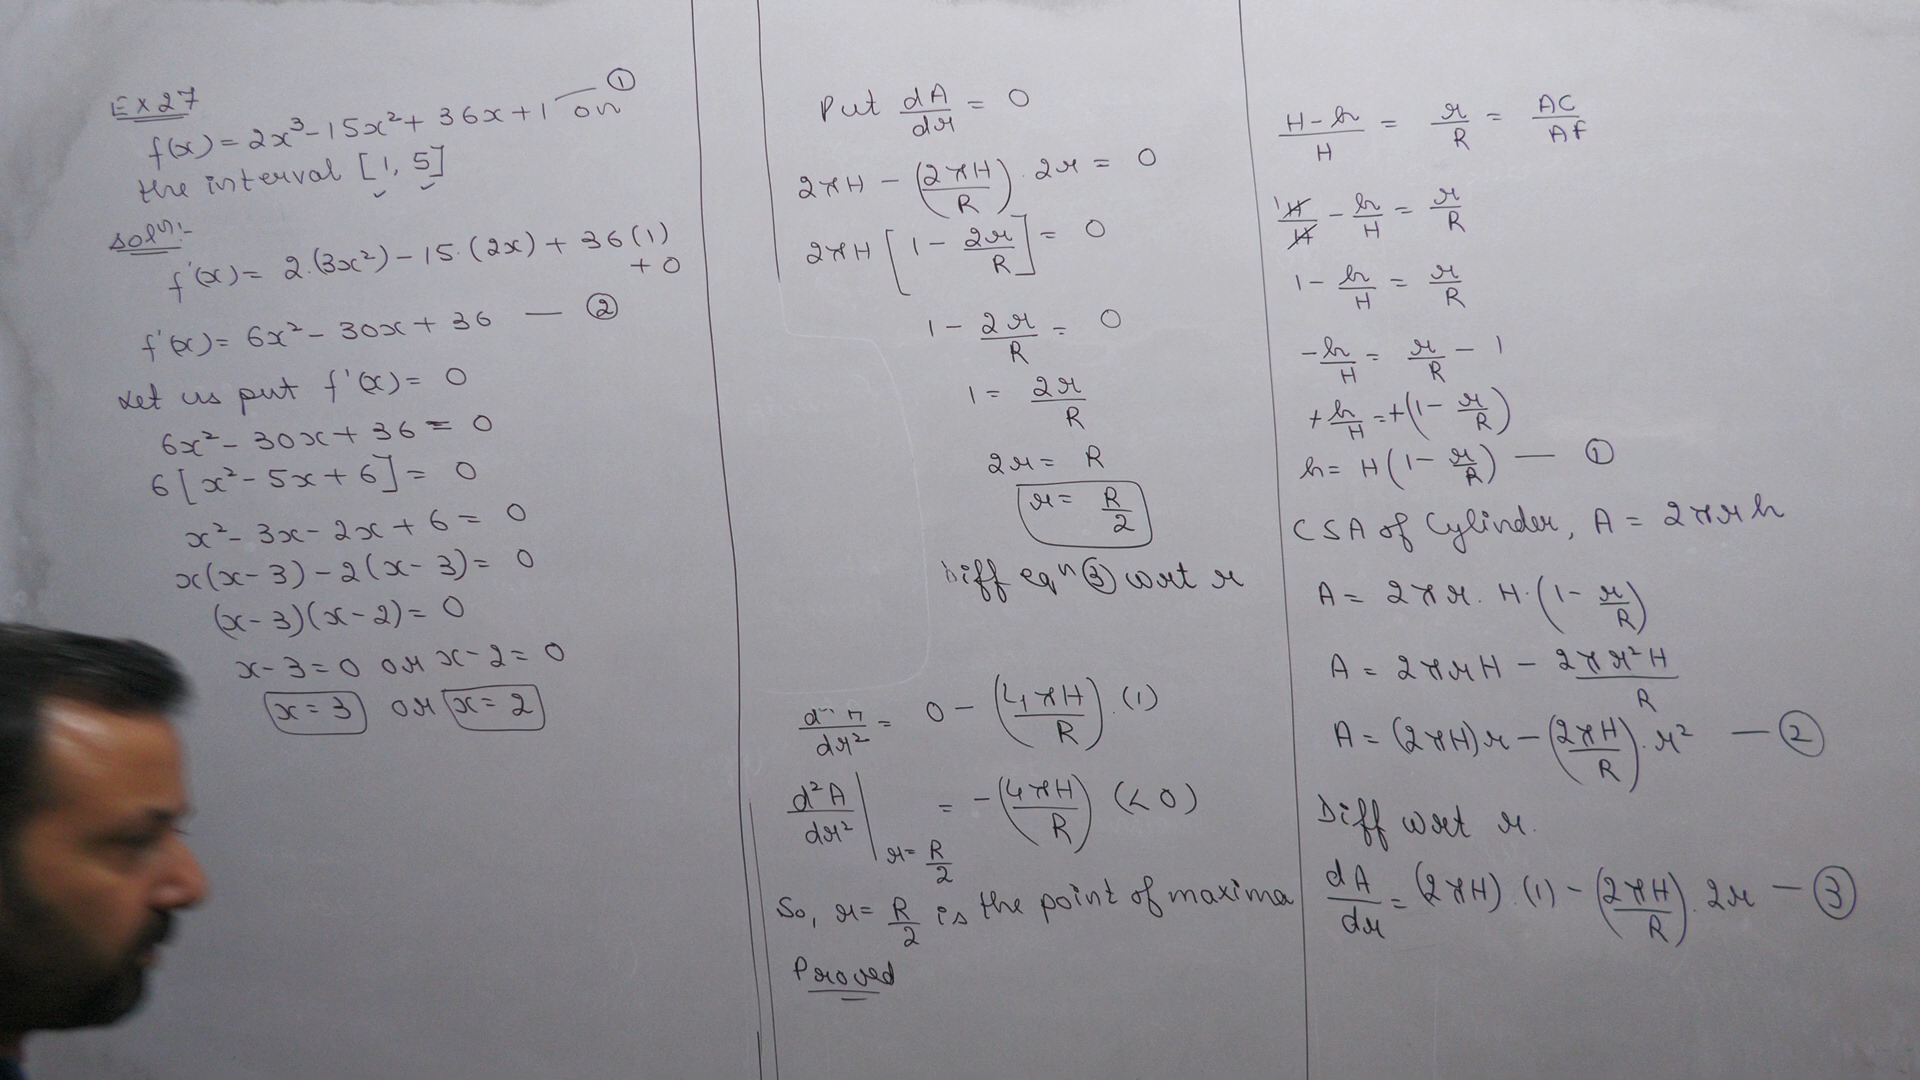 Ex 27
f(x) = 2x³ - 15x² + 36x + 1 — ① on
the interval [1, 5]
Solⁿ:-
f'(x) = 2.(3x²) - 15.(2x) + 36(1)
+ 0
f'(x) = 6x² - 30x + 36 — ②
Let us put f'(x) = 0
6x² - 30x + 36 = 0
6[x² - 5x + 6] = 0
x² - 3x - 2x + 6 = 0
x(x - 3) - 2(x - 3) = 0
(x - 3)(x - 2) = 0
x - 3 = 0 or x - 2 = 0
x = 3 or x = 2
Put dA/dr = 0
2πH - (2πH/R).2r = 0
2πH [1 - 2r/R] = 0
1 - 2r/R = 0
1 = 2r/R
2r = R
r = R/2
Diff eqⁿ ③ wrt r
/dr² = 0 - (4πH/R).(1)
d²A/dr² | r = R/2 = -(4πH/R) (< 0)
So, r = R/2 is the point of maxima
Proved
H - h/H = r/R = AC/AF
1 H/H - h/H = r/R
1 - h/H = r/R
-h/H = r/R - 1
+h/H = +(1 - r/R)
h = H(1 - r/R) — ①
CSA of Cylinder, A = 2πrh
A = 2πr.H.(1 - r/R)
A = 2πrH - 2πr²H/R
A = (2πH)r - (2πH/R).r² — ②
Diff wrt r.
dA/dr = (2πH).(1) - (2πH/R).2r — ③